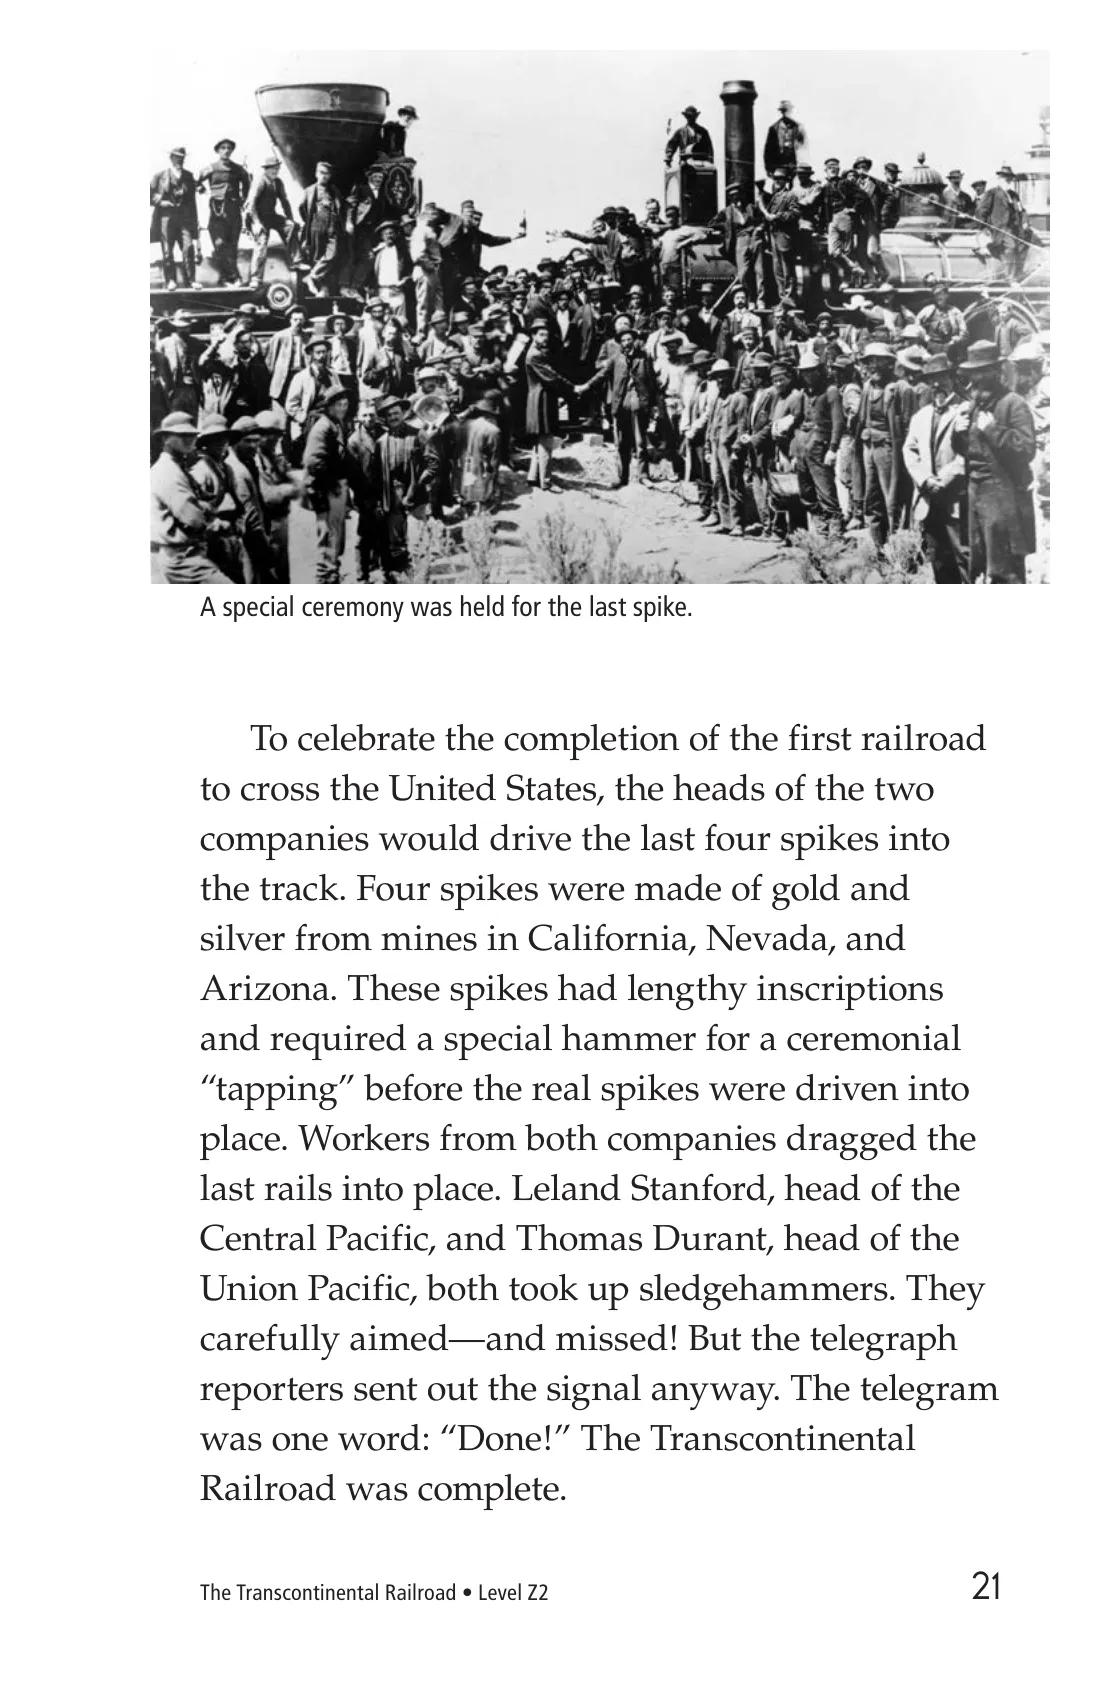 A special ceremony was held for the last spike.
To celebrate the completion of the first railroad
to cross the United States, the heads of the two
companies would drive the last four spikes into
the track. Four spikes were made of gold and
silver from mines in California, Nevada, and
Arizona. These spikes had lengthy inscriptions
and required a special hammer for a ceremonial
“tapping” before the real spikes were driven into
place. Workers from both companies dragged the
last rails into place. Leland Stanford, head of the
Central Pacific, and Thomas Durant, head of the
Union Pacific, both took up sledgehammers. They
carefully aimed—and missed! But the telegraph
reporters sent out the signal anyway. The telegram
was one word: “Done!” The Transcontinental
Railroad was complete.
The Transcontinental Railroad • Level Z2
21